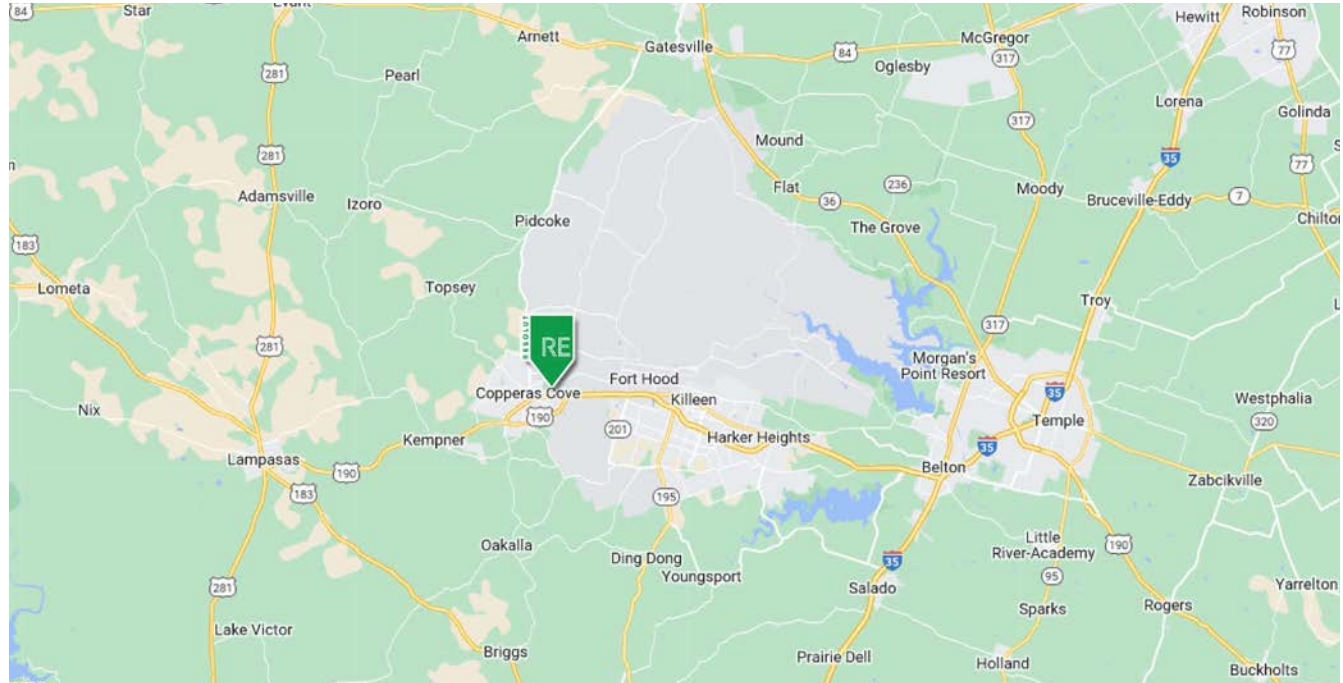 84
Star
Evant
Arnett
Gatesville
84
McGregor
317
Oglesby
Hewitt
Robinson
77
281
Pearl
317
Lorena
Golinda
Mound
35
77
281
Adamsville
Izoro
Flat
236
Moody
Bruceville-Eddy
7
Chilton
36
183
Pidcoke
The Grove
Lometa
Topsey
Troy
281
RESOLUT
RE
317
Morgan's
Point Resort
Fort Hood
Copperas Cove
Killeen
35
Nix
190
201
Harker Heights
Temple
Westphalia
320
Kempner
35
Lampasas
190
Belton
Zabcikville
183
195
Oakalla
Ding Dong
Youngsport
Little
River-Academy
190
35
95
281
Salado
Yarrelton
Sparks
Rogers
Lake Victor
Briggs
Prairie Dell
Holland
Buckholts